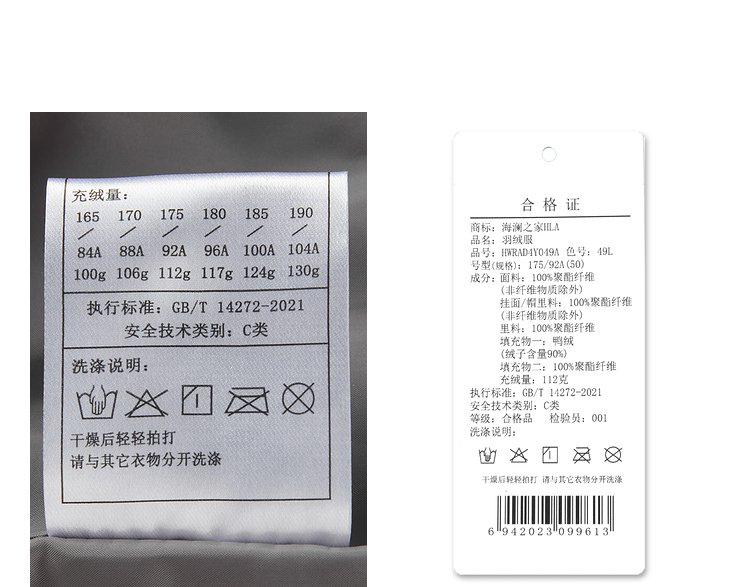 充绒量:
165 170 175 180 185 190
84A 88A 92A 96A 100A 104A
100g 106g 112g 117g 124g 130g
执行标准: GB/T 14272-2021
安全技术类别: C类
洗涤说明:
干燥后轻轻拍打
请与其它衣物分开洗涤
合格证
商标: 海澜之家HLA
品名: 羽绒服
品号: HWRAD4Y049A 色号: 49L
号型(规格): 175/92A(50)
成分: 面料: 100%聚酯纤维
(非纤维物质除外)
挂面/帽里料: 100%聚酯纤维
(非纤维物质除外)
里料: 100%聚酯纤维
填充物一: 鸭绒
(绒子含量90%)
填充物二: 100%聚酯纤维
充绒量: 112克
执行标准: GB/T 14272-2021
安全技术类别: C类
等级: 合格品 检验员: 001
洗涤说明:
干燥后轻轻拍打 请与其它衣物分开洗涤
6 942023 099613